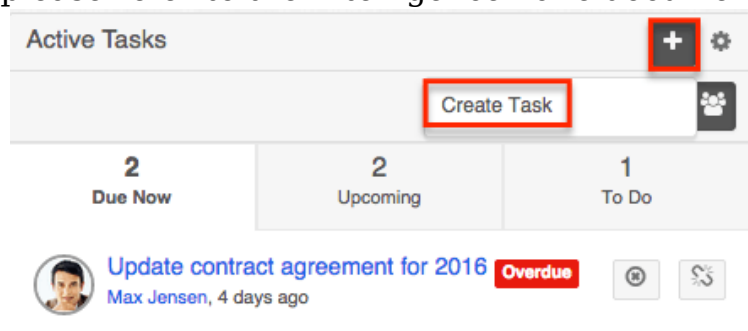 Active Tasks
+
Create Task
2 2 1
Due Now Upcoming To Do
Update contract agreement for 2016 Overdue
Max Jensen, 4 days ago